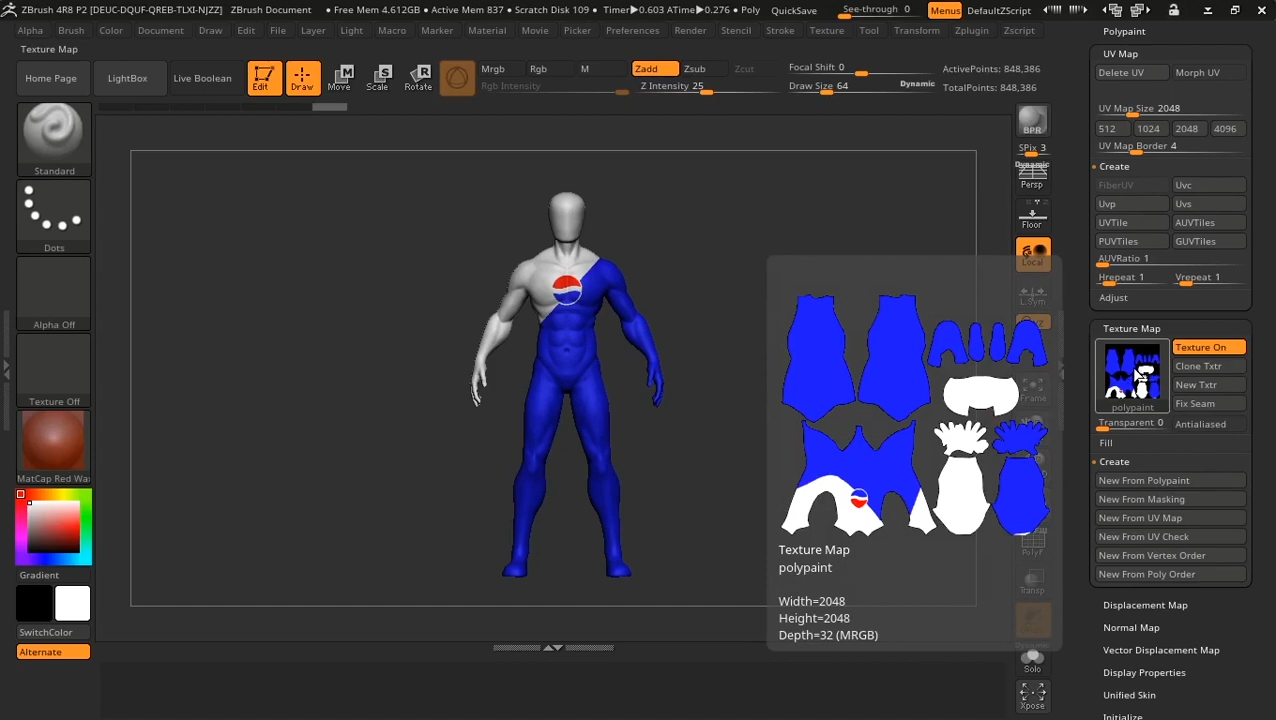 ZBrush 4R8 P2 [DEUC-DQUF-QREB-TLXI-NJZZ]   ZBrush Document   • Free Mem 4.612GB • Active Mem 837 • Scratch Disk 109 • Timer▶0.603 ATime▶0.276 • Poly   QuickSave   See-through 0   Menus   DefaultZScript
Alpha Brush Color Document Draw Edit File Layer Light Macro Marker Material Movie Picker Preferences Render Stencil Stroke Texture Tool Transform Zplugin Zscript
Texture Map
Home Page LightBox Live Boolean Edit Draw Move Scale Rotate
Mrgb Rgb M Zadd Zsub Zcut
Rgb Intensity Z Intensity 25
Focal Shift 0
Draw Size 64 Dynamic
ActivePoints: 848,386
TotalPoints: 848,386
Standard
Dots
Alpha Off
Texture Off
MatCap Red Wa
Gradient
SwitchColor
Alternate
BPR
SPix 3
Dynamic
Persp
Floor
Local
L.Sym
Frame
PolyF
Transp
Solo
Xpose
Texture Map
polypaint
Width=2048
Height=2048
Depth=32 (MRGB)
Polypaint
UV Map
Delete UV Morph UV
UV Map Size 2048
512 1024 2048 4096
UV Map Border 4
Create
FiberUV Uvc
Uvp Uvs
UVTile AUVTiles
PUVTiles GUVTiles
AUVRatio 1
Hrepeat 1 Vrepeat 1
Adjust
Texture Map
Texture On
Clone Txtr
New Txtr
polypaint Fix Seam
Transparent 0 Antialiased
Fill
Create
New From Polypaint
New From Masking
New From UV Map
New From UV Check
New From Vertex Order
New From Poly Order
Displacement Map
Normal Map
Vector Displacement Map
Display Properties
Unified Skin
Initialize